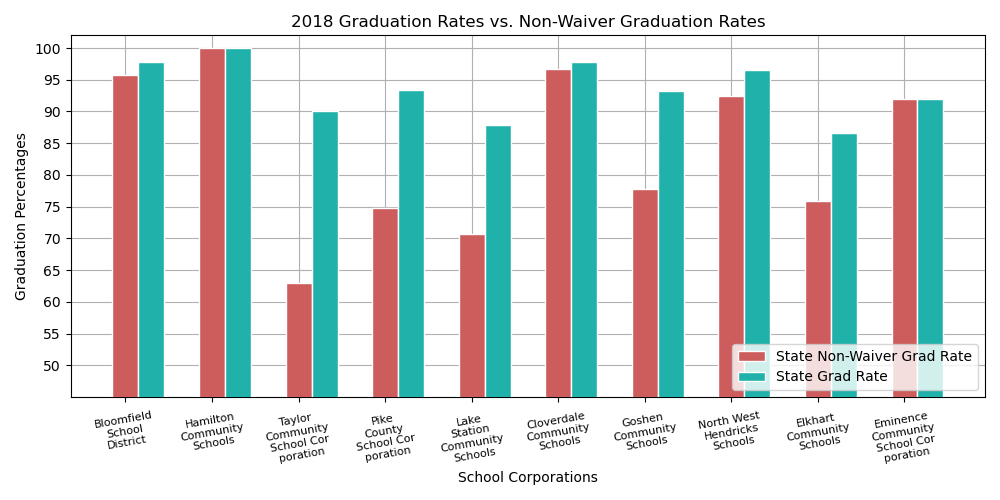 2018 Graduation Rates vs. Non-Waiver Graduation Rates
Graduation Percentages
100
95
90
85
80
75
70
65
60
55
50
State Non-Waiver Grad Rate
State Grad Rate
Bloomfield
School
District
Hamilton
Community
Schools
Taylor
Community
School Cor
poration
Pike
County
School Cor
poration
Lake
Station
Community
Schools
Cloverdale
Community
Schools
Goshen
Community
Schools
North West
Hendricks
Schools
Elkhart
Community
Schools
Eminence
Community
School Cor
poration
School Corporations